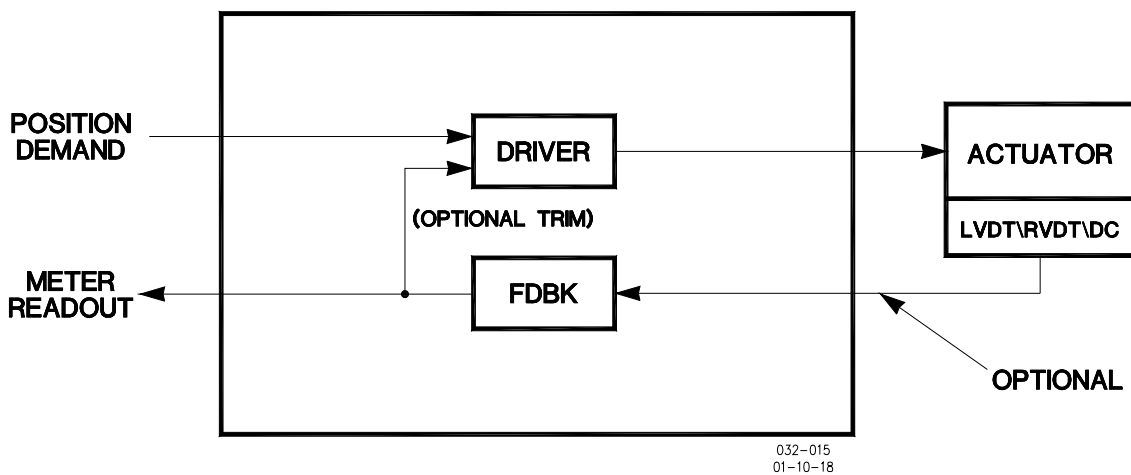 POSITION
DEMAND
DRIVER
ACTUATOR
(OPTIONAL TRIM)
LVDT\RVDT\DC
METER
READOUT
FDBK
OPTIONAL
032-015
01-10-18